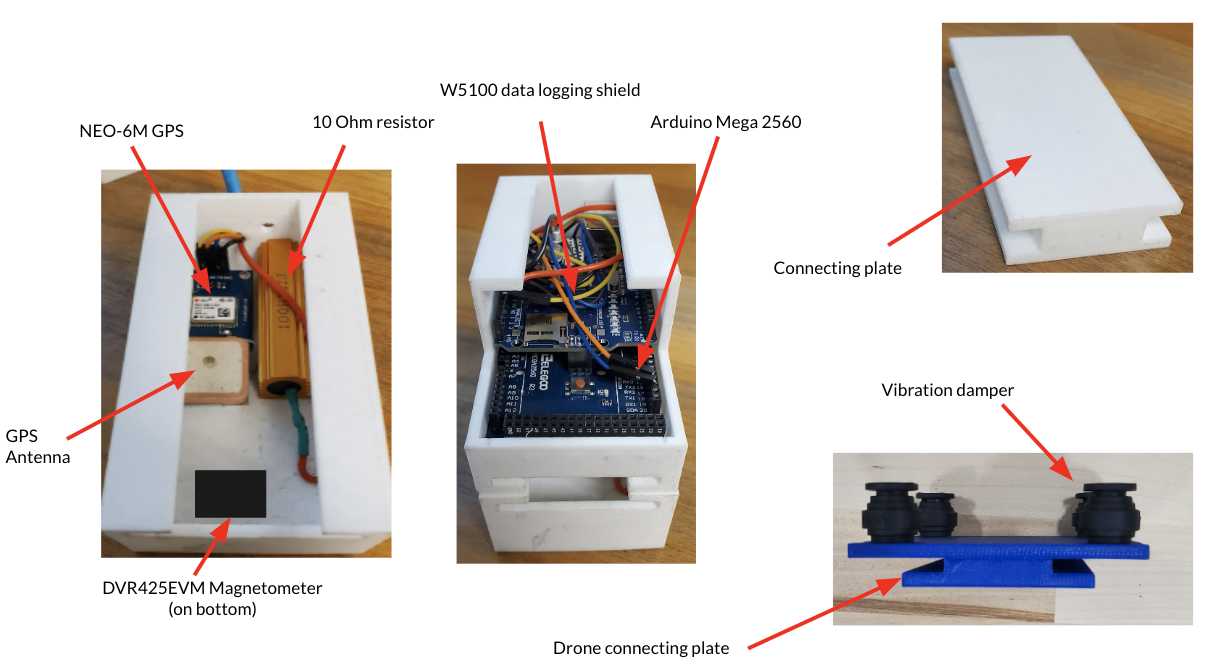 W5100 data logging shield
NEO-6M GPS
10 Ohm resistor
Arduino Mega 2560
Connecting plate
ELEGOO
Vibration damper
GPS
Antenna
DVR425EVM Magnetometer
(on bottom)
Drone connecting plate